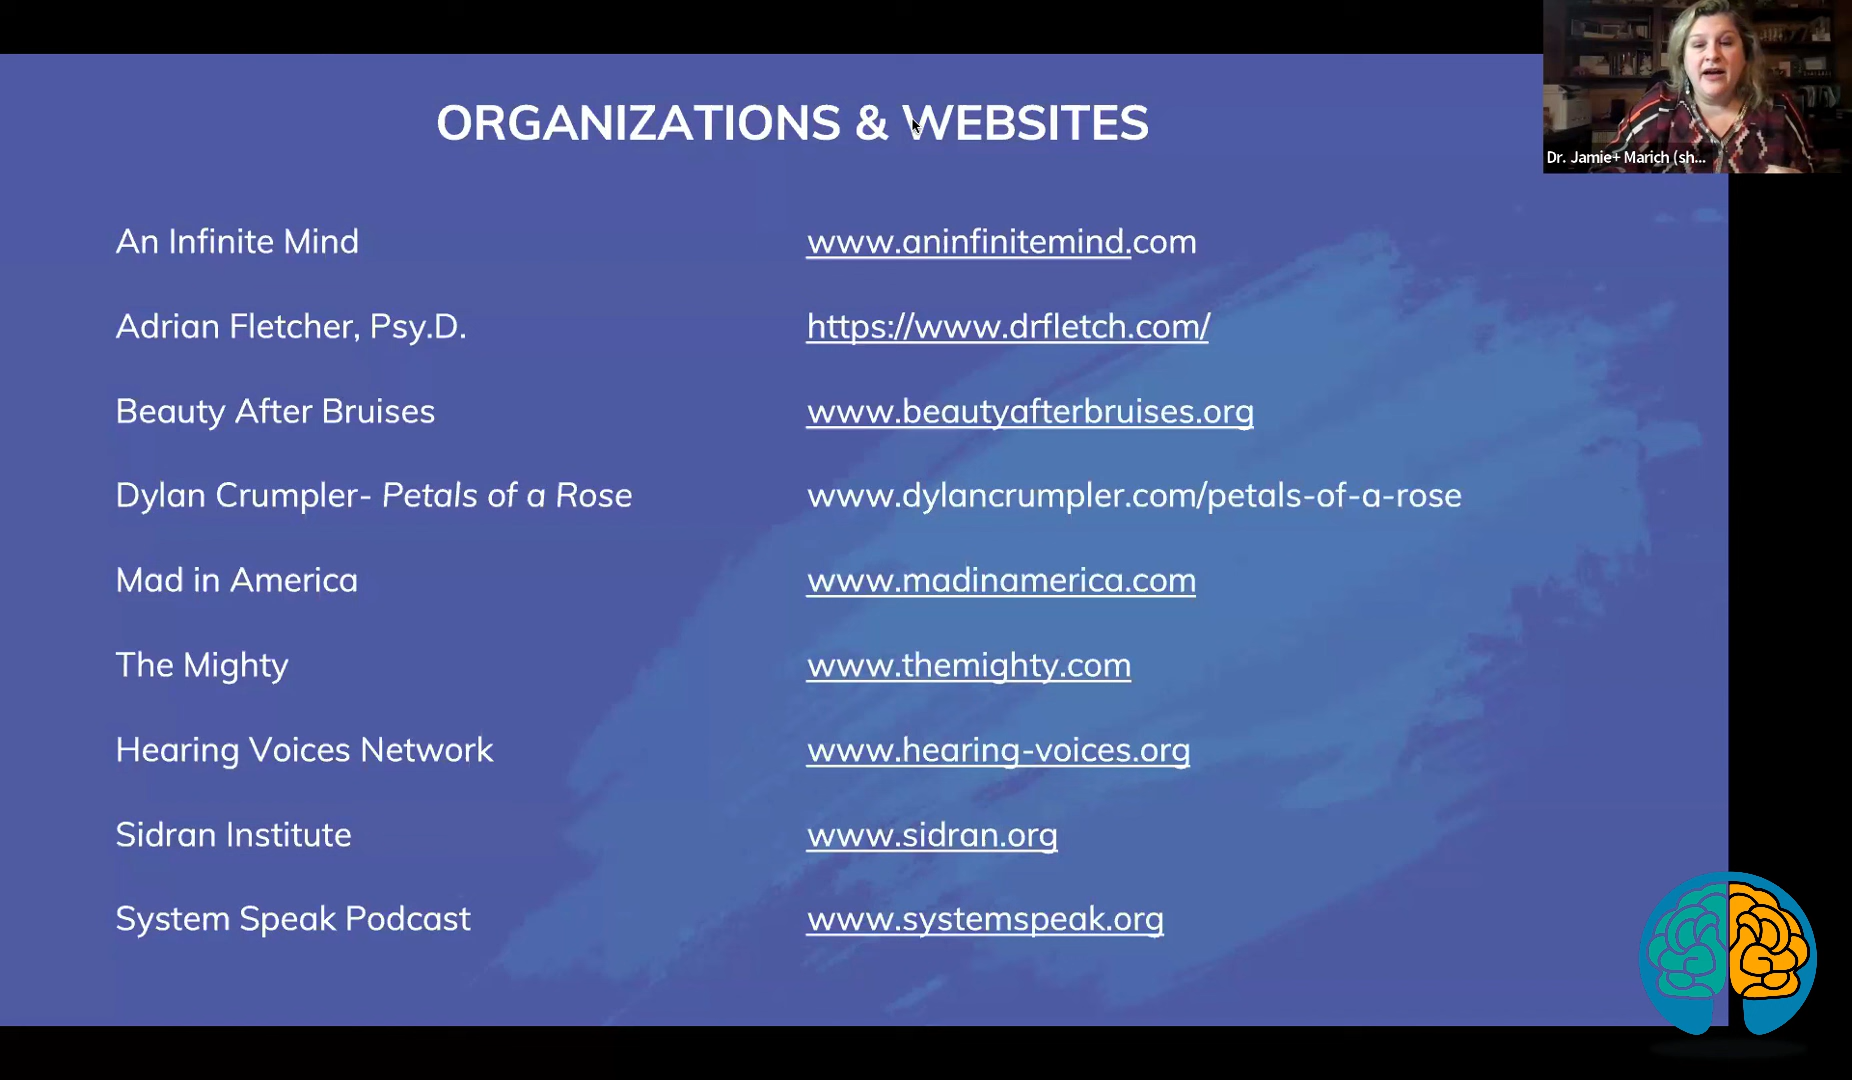 ORGANIZATIONS & WEBSITES
Dr. Jamie+ Marich (sh...
An Infinite Mind www.aninfinitemind.com
Adrian Fletcher, Psy.D. https://www.drfletch.com/
Beauty After Bruises www.beautyafterbruises.org
Dylan Crumpler- Petals of a Rose www.dylancrumpler.com/petals-of-a-rose
Mad in America www.madinamerica.com
The Mighty www.themighty.com
Hearing Voices Network www.hearing-voices.org
Sidran Institute www.sidran.org
System Speak Podcast www.systemspeak.org